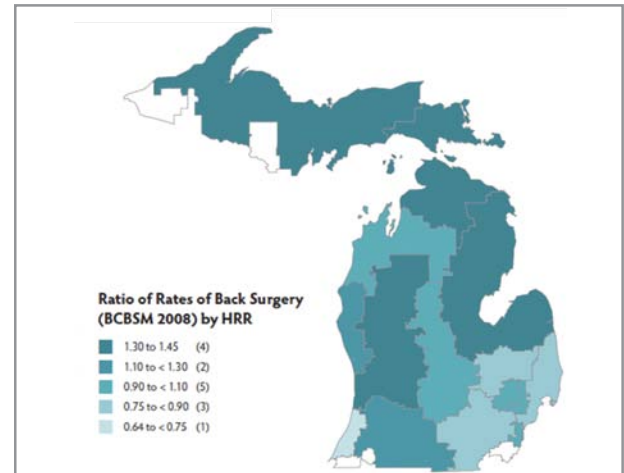 Ratio of Rates of Back Surgery
(BCBSM 2008) by HRR
1.30 to 1.45 (4)
1.10 to < 1.30 (2)
0.90 to < 1.10 (5)
0.75 to < 0.90 (3)
0.64 to < 0.75 (1)